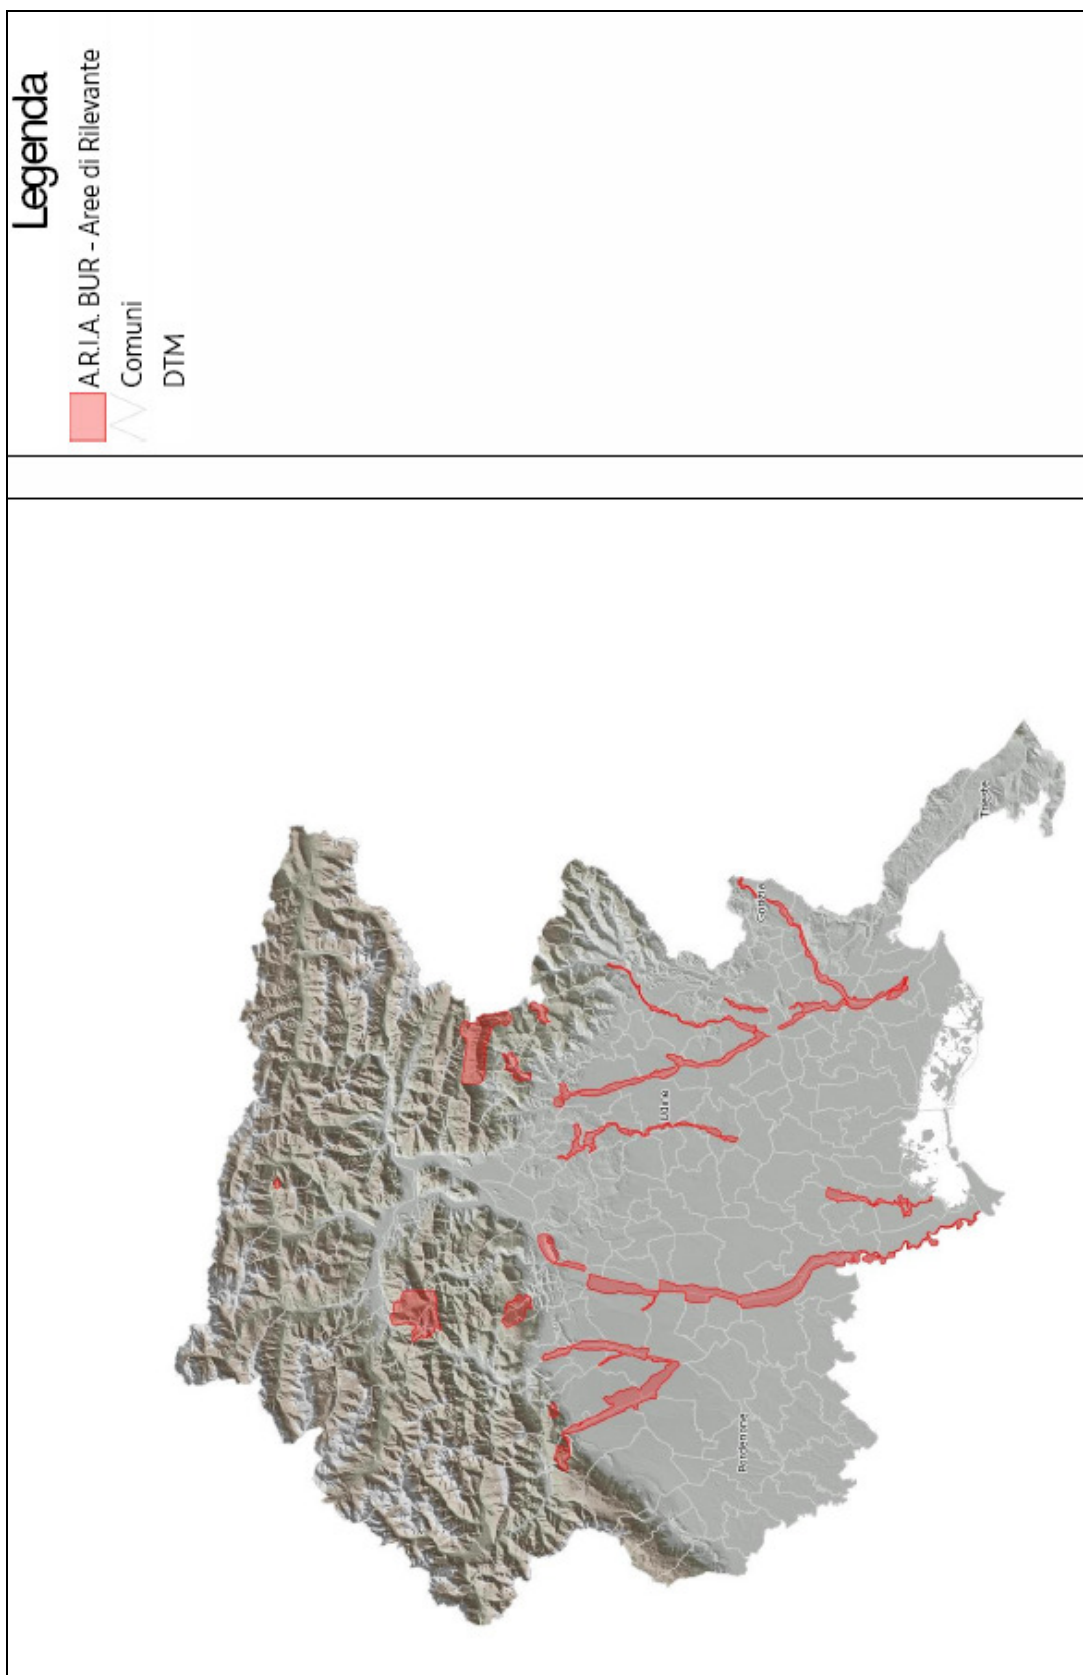 Legenda
A.R.I.A. BUR - Aree di Rilevante
Comuni
DTM
Udine
Gorizia
Pordenone
Trieste